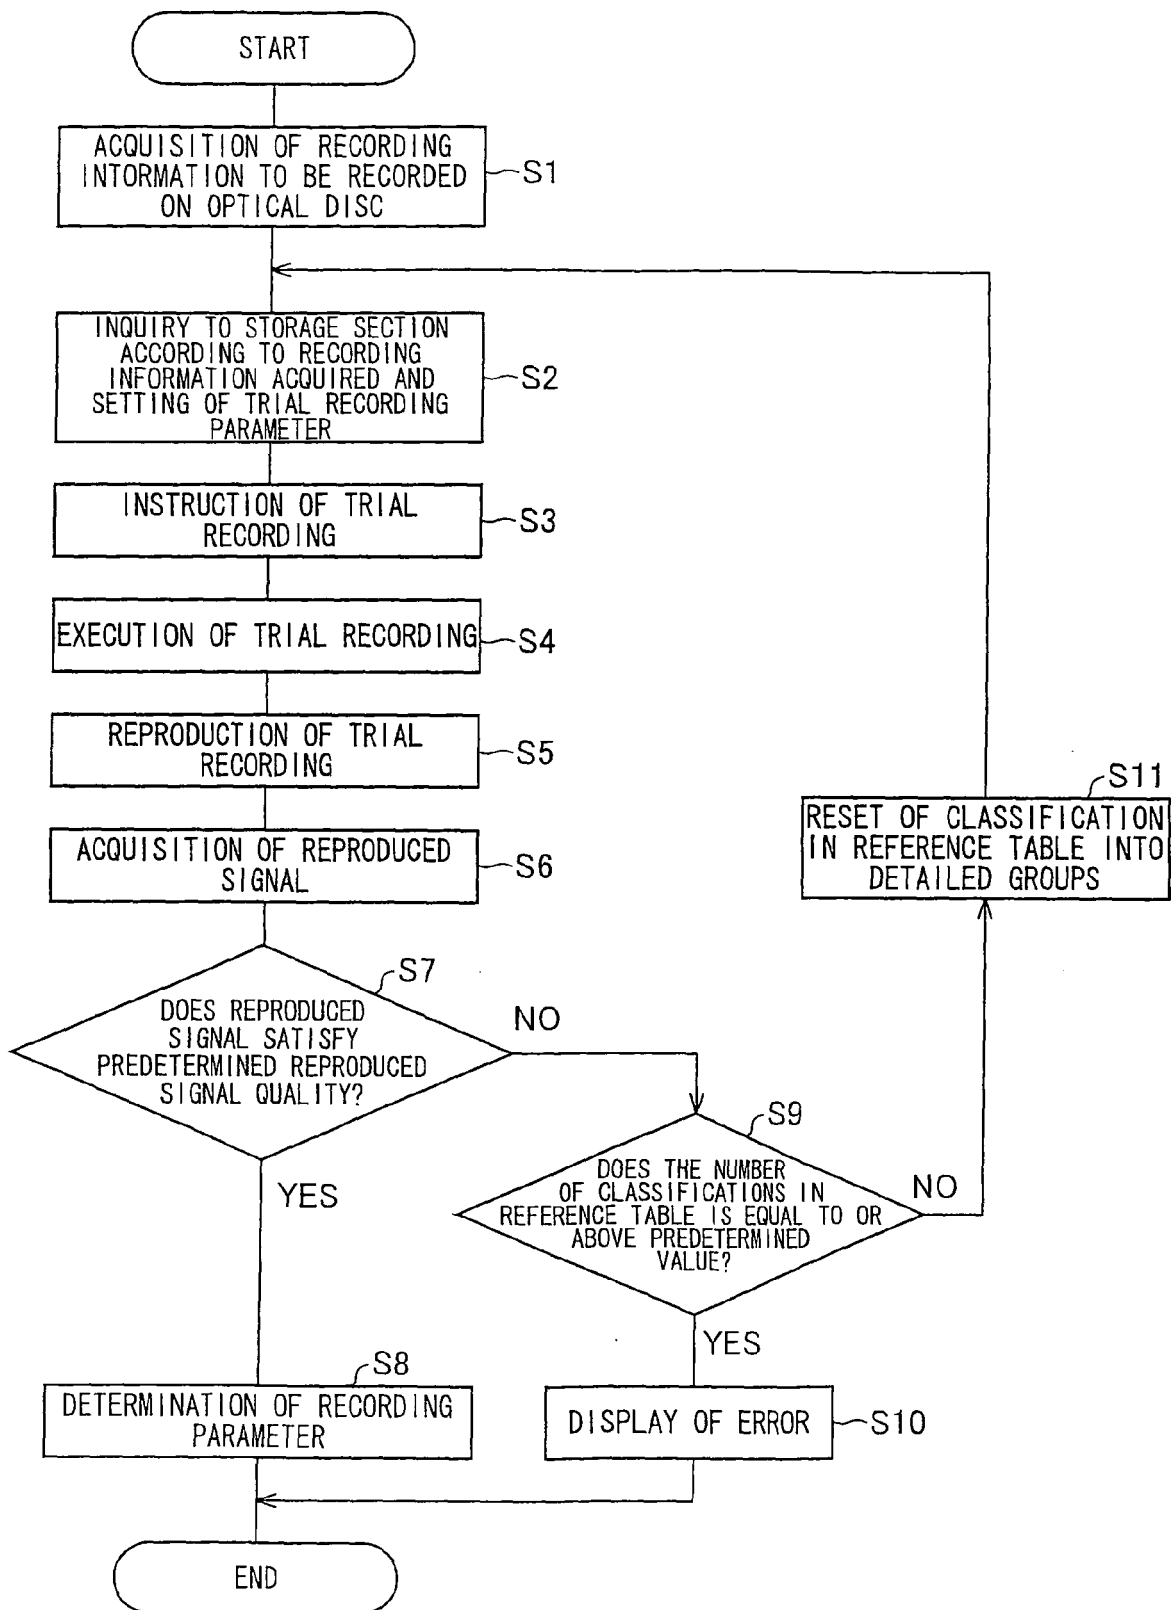 START
ACQUISITION OF RECORDING
INTORMATION TO BE RECORDED
ON OPTICAL DISC
S1
INQUIRY TO STORAGE SECTION
ACCORDING TO RECORDING
INFORMATION ACQUIRED AND
SETTING OF TRIAL RECORDING
PARAMETER
S2
INSTRUCTION OF TRIAL
RECORDING
S3
EXECUTION OF TRIAL RECORDING
S4
REPRODUCTION OF TRIAL
RECORDING
S5
ACQUISITION OF REPRODUCED
SIGNAL
S6
S11
RESET OF CLASSIFICATION
IN REFERENCE TABLE INTO
DETAILED GROUPS
S7
DOES REPRODUCED
SIGNAL SATISFY
PREDETERMINED REPRODUCED
SIGNAL QUALITY?
NO
YES
S9
DOES THE NUMBER
OF CLASSIFICATIONS IN
REFERENCE TABLE IS EQUAL TO OR
ABOVE PREDETERMINED
VALUE?
NO
YES
S8
DETERMINATION OF RECORDING
PARAMETER
DISPLAY OF ERROR
S10
END